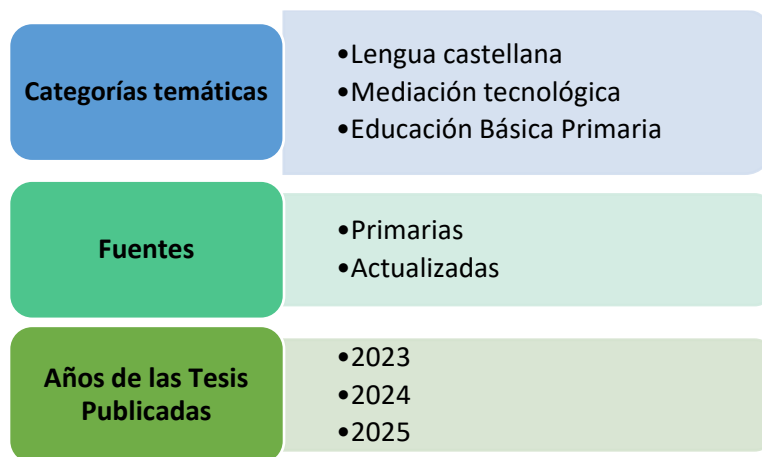 Categorías temáticas
•Lengua castellana
•Mediación tecnológica
•Educación Básica Primaria
Fuentes
•Primarias
•Actualizadas
Años de las Tesis
Publicadas
•2023
•2024
•2025